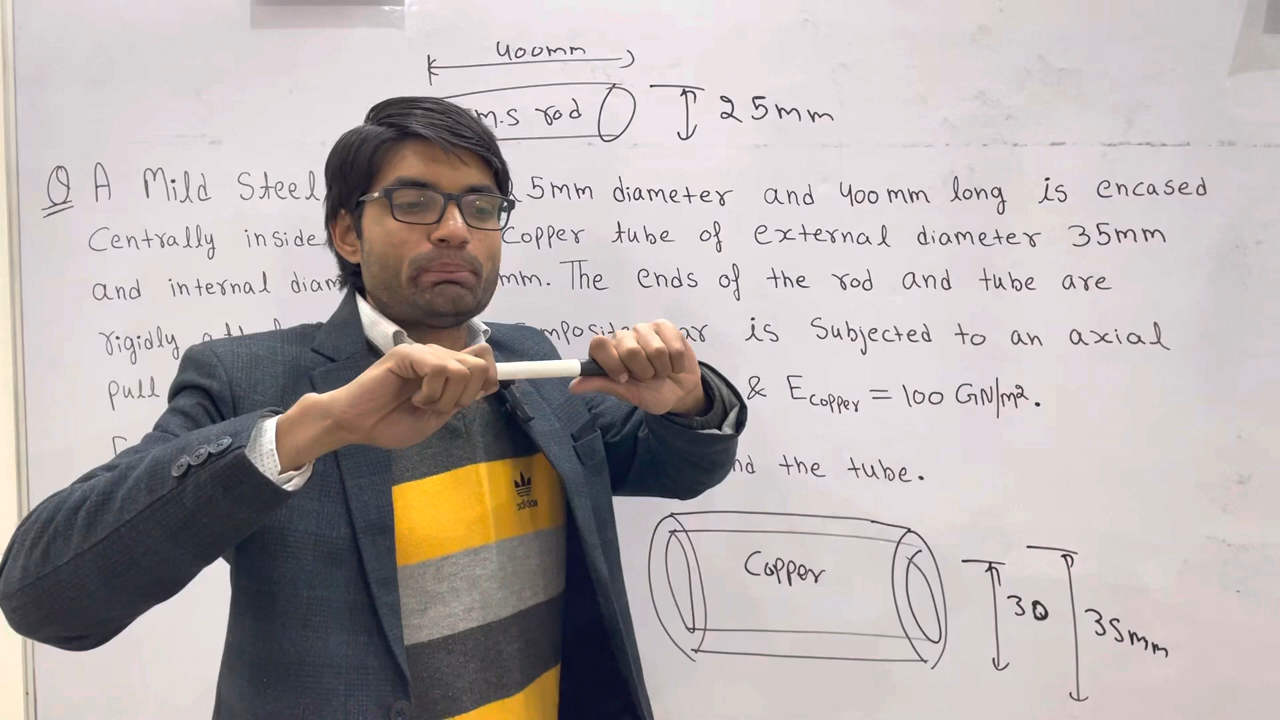 400mm
m.s rod
25mm
Q A Mild Steel 5mm diameter and 400mm long is encased
Centrally inside copper tube of external diameter 35mm
and internal diam mm. The ends of the rod and tube are
rigidly is Subjected to an axial
pull & Ecopper = 100 GN/m².
the tube.
Copper
30
35mm
adidas